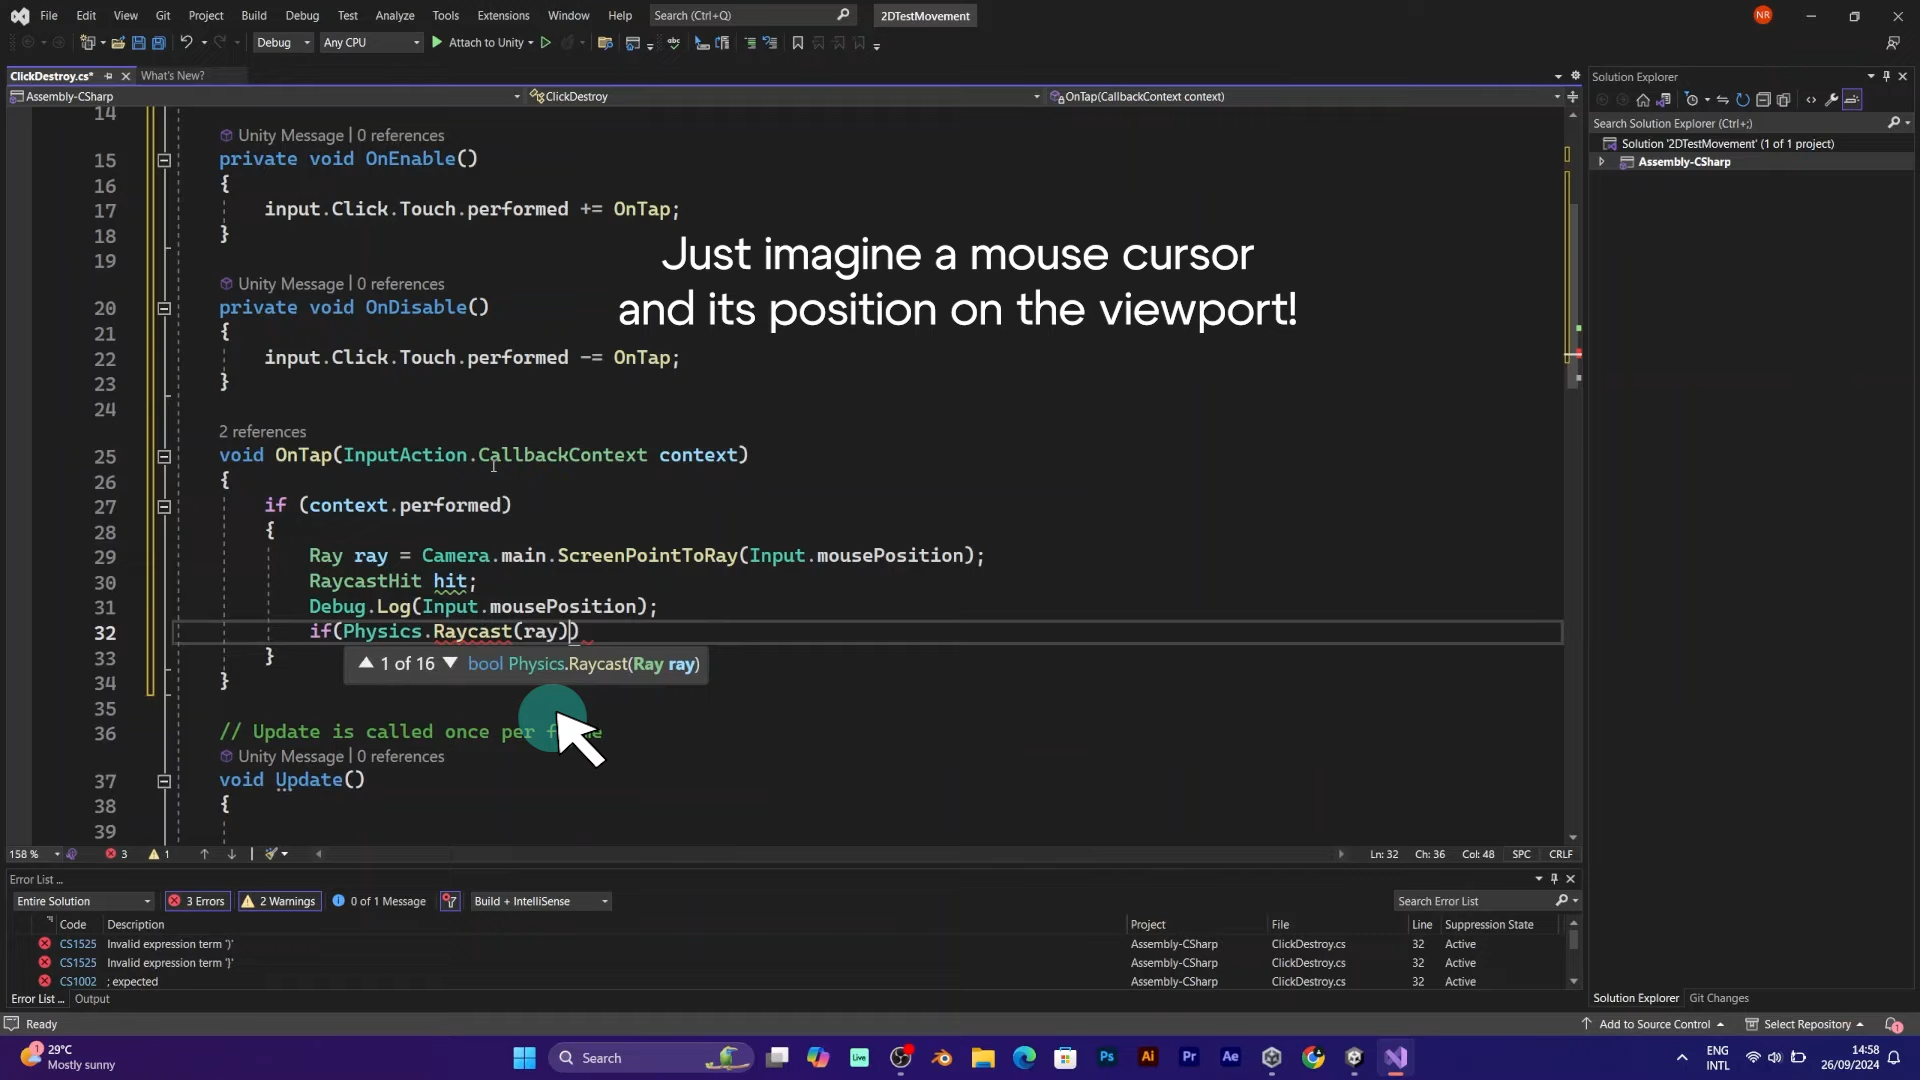 File Edit View Git Project Build Debug Test Analyze Tools Extensions Window Help Search (Ctrl+Q) 2DTestMovement NR
Debug Any CPU Attach to Unity
ClickDestroy.cs* What's New?
Assembly-CSharp ClickDestroy OnTap(CallbackContext context)
14
Unity Message | 0 references
15 private void OnEnable()
16 {
17 input.Click.Touch.performed += OnTap;
18 }
19
Unity Message | 0 references
20 private void OnDisable()
21 {
22 input.Click.Touch.performed -= OnTap;
23 }
24
2 references
25 void OnTap(InputAction.CallbackContext context)
26 {
27 if (context.performed)
28 {
29 Ray ray = Camera.main.ScreenPointToRay(Input.mousePosition);
30 RaycastHit hit;
31 Debug.Log(Input.mousePosition);
32 if(Physics.Raycast(ray))
33 }
1 of 16 bool Physics.Raycast(Ray ray)
34 }
35
36 // Update is called once per
Unity Message | 0 references
37 void Update()
38 {
39
Just imagine a mouse cursor
and its position on the viewport!
158 % 3 1 Ln: 32 Ch: 36 Col: 48 SPC CRLF
Error List ...
Entire Solution 3 Errors 2 Warnings 0 of 1 Message Build + IntelliSense Search Error List
Code Description Project File Line Suppression State
CS1525 Invalid expression term ')' Assembly-CSharp ClickDestroy.cs 32 Active
CS1525 Invalid expression term '}' Assembly-CSharp ClickDestroy.cs 32 Active
CS1002 ; expected Assembly-CSharp ClickDestroy.cs 32 Active
Error List ... Output
Solution Explorer
Search Solution Explorer (Ctrl+;)
Solution '2DTestMovement' (1 of 1 project)
Assembly-CSharp
Solution Explorer Git Changes
Ready Add to Source Control Select Repository 1
1 29°C
Mostly sunny
Search Live Ps Ai Pr Ae
ENG
INTL
14:58
26/09/2024